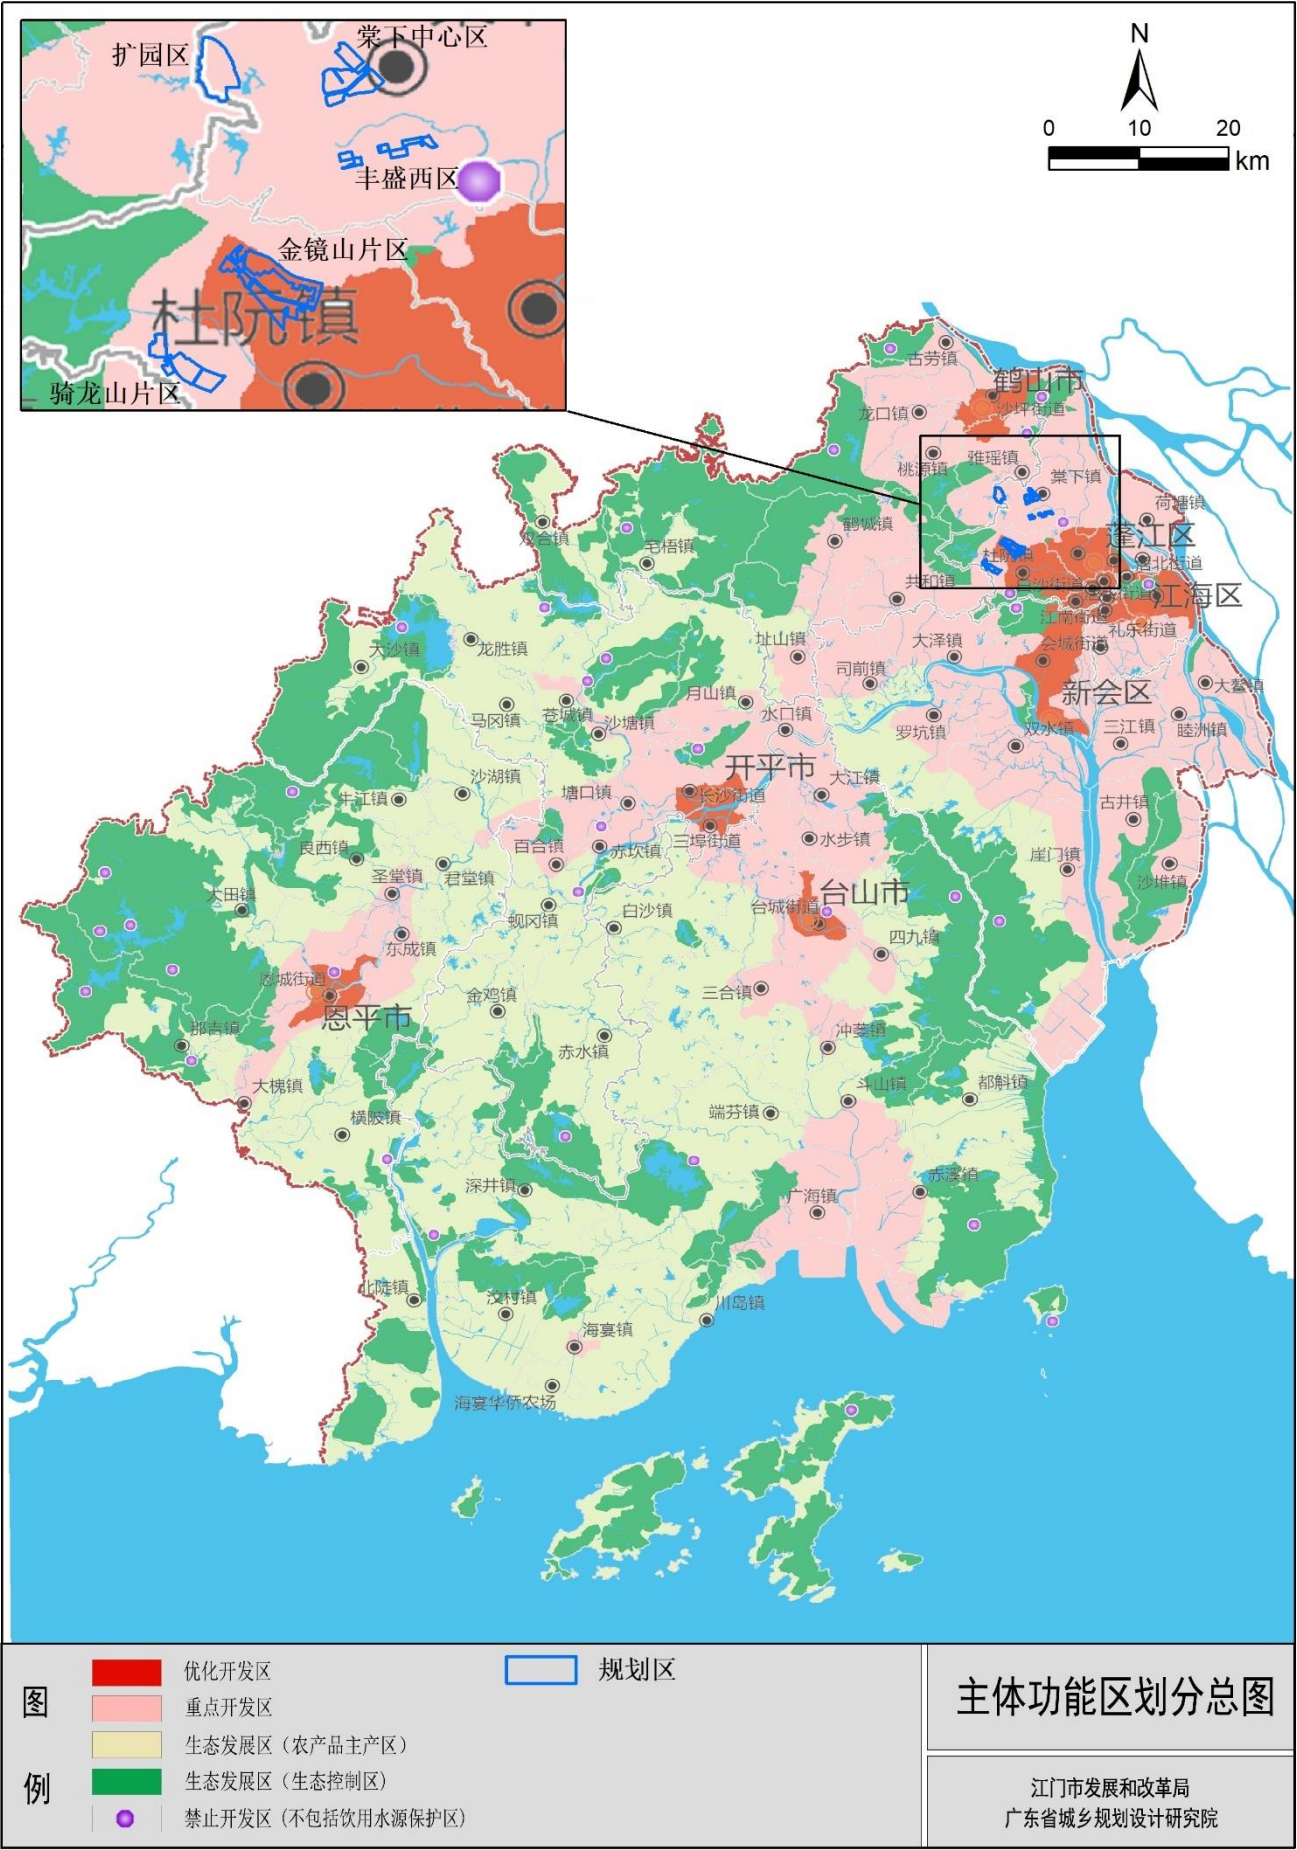 扩园区
棠下中心区
丰盛西区
金镜山片区
杜阮镇
骑龙山片区
N
0 10 20
km
古劳镇
鹤山市
沙坪街道
龙口镇
桃源镇
雅瑶镇
棠下镇
荷塘镇
鹤城镇
蓬江区
双合镇
宅梧镇
杜阮镇
共和镇
江海区
江南街道
礼乐街道
址山镇
大泽镇
会城街道
司前镇
大沙镇
龙胜镇
新会区
大鳌镇
月山镇
马冈镇
苍城镇
沙塘镇
水口镇
罗坑镇
双水镇
三江镇
睦洲镇
开平市
沙湖镇
大江镇
牛江镇
塘口镇
长沙街道
古井镇
三埠街道
水步镇
良西镇
百合镇
赤坎镇
崖门镇
圣堂镇
君堂镇
沙堆镇
大田镇
台山市
台城街道
蚬冈镇
白沙镇
四九镇
东成镇
恩城街道
三合镇
金鸡镇
恩平市
那吉镇
赤水镇
冲蒌镇
大槐镇
斗山镇
都斛镇
横陂镇
端芬镇
深井镇
广海镇
赤溪镇
北陡镇
汶村镇
川岛镇
海宴镇
海宴华侨农场
图例
优化开发区
规划区
重点开发区
生态发展区（农产品主产区）
生态发展区（生态控制区）
禁止开发区（不包括饮用水源保护区）
主体功能区划分总图
江门市发展和改革局
广东省城乡规划设计研究院